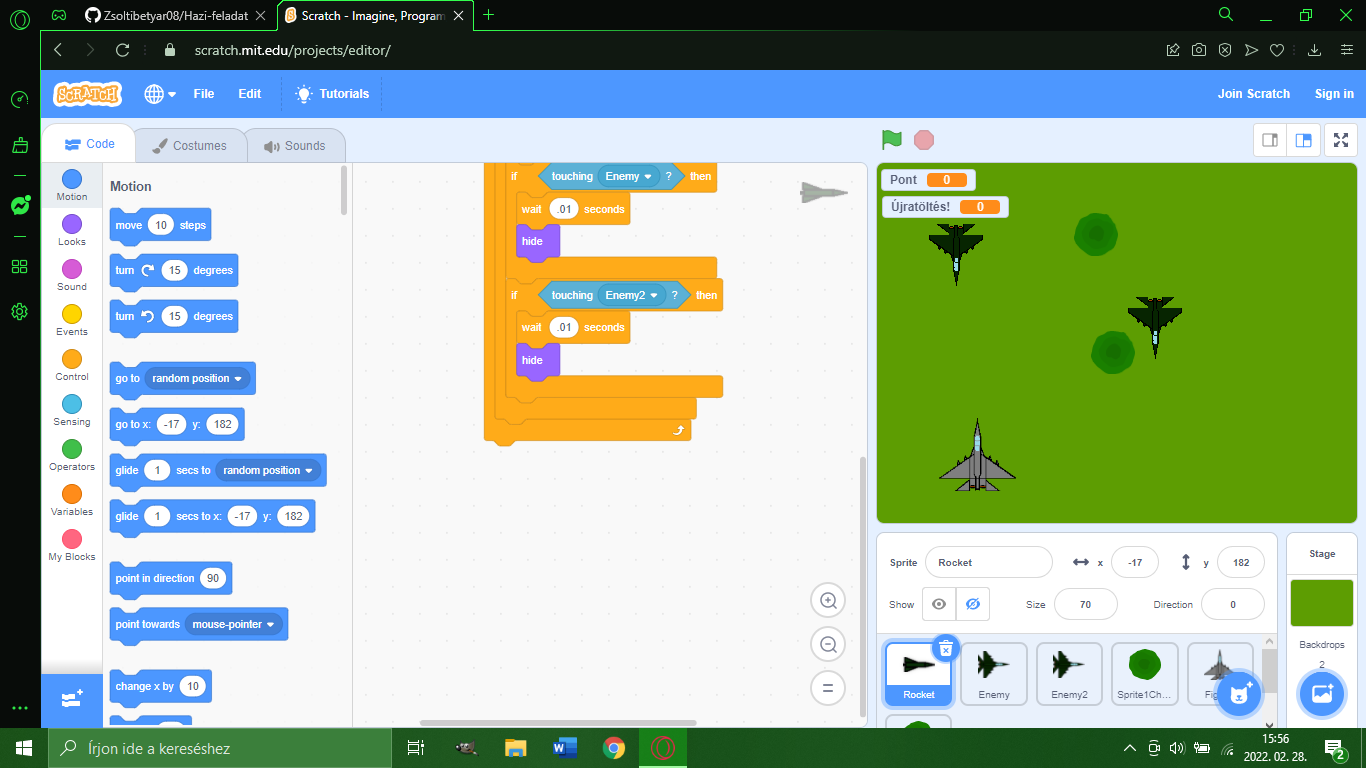 Zsoltibetyar08/Hazi-feladat
Scratch - Imagine, Program
scratch.mit.edu/projects/editor/
SCRATCH
File
Edit
Tutorials
Join Scratch
Sign in
Code
Costumes
Sounds
Motion
Looks
Sound
Events
Control
Sensing
Operators
Variables
My Blocks
Motion
move 10 steps
turn 15 degrees
turn 15 degrees
go to random position
go to x: -17 y: 182
glide 1 secs to random position
glide 1 secs to x: -17 y: 182
point in direction 90
point towards mouse-pointer
change x by 10
if touching Enemy ? then
wait .01 seconds
hide
if touching Enemy2 ? then
wait .01 seconds
hide
Pont 0
Újratöltés! 0
Sprite Rocket x -17 y 182
Show Size 70 Direction 0
Rocket
Enemy
Enemy2
Sprite1Ch...
Stage
Backdrops
2
Írjon ide a kereséshez
15:56
2022. 02. 28.
2